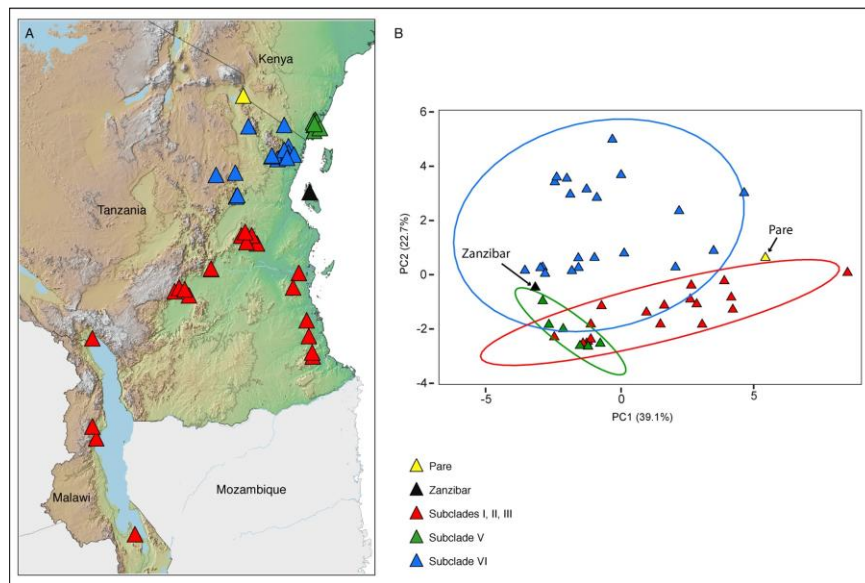 A
Kenya
Tanzania
Malawi
Mozambique
B
6
4
2
0
-2
-4
PC2 (22.7%)
Zanzibar
Pare
-5
0
5
PC1 (39.1%)
Pare
Zanzibar
Subclades I, II, III
Subclade V
Subclade VI